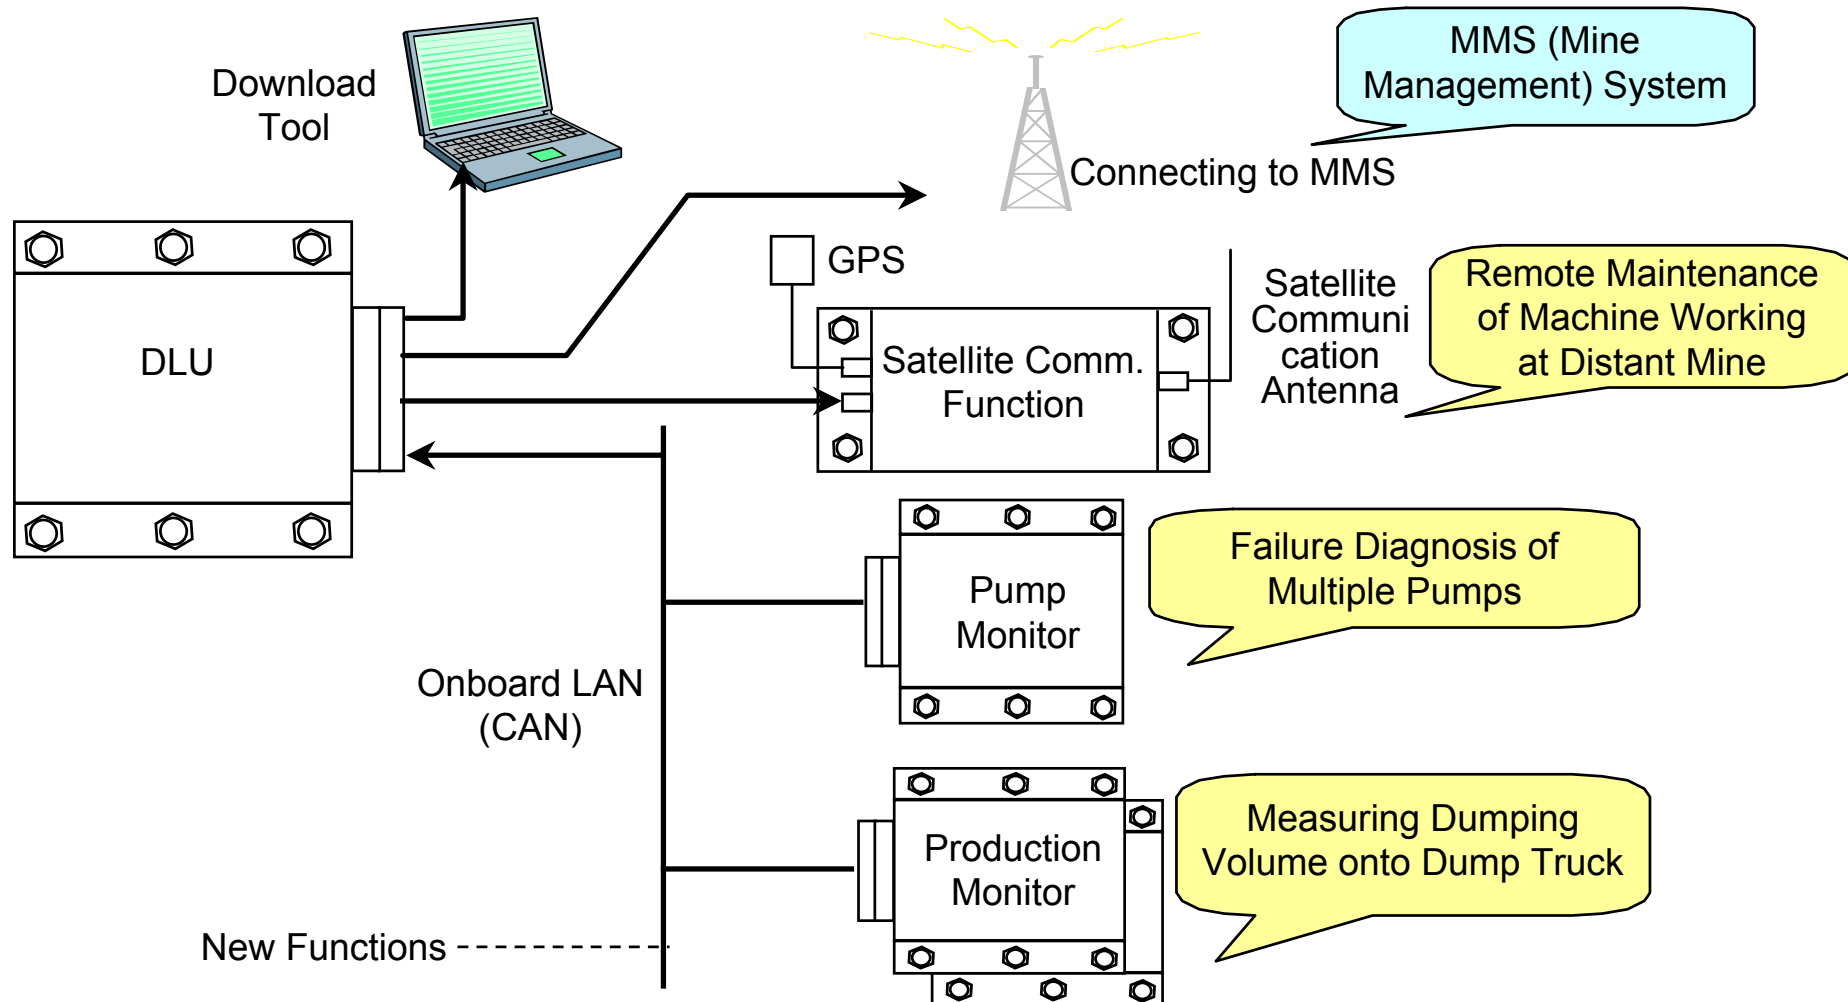 Download
Tool
MMS (Mine
Management) System
Connecting to MMS
GPS
DLU
Satellite Comm.
Function
Satellite
Communi
cation
Antenna
Remote Maintenance
of Machine Working
at Distant Mine
Pump
Monitor
Failure Diagnosis of
Multiple Pumps
Onboard LAN
(CAN)
Production
Monitor
Measuring Dumping
Volume onto Dump Truck
New Functions